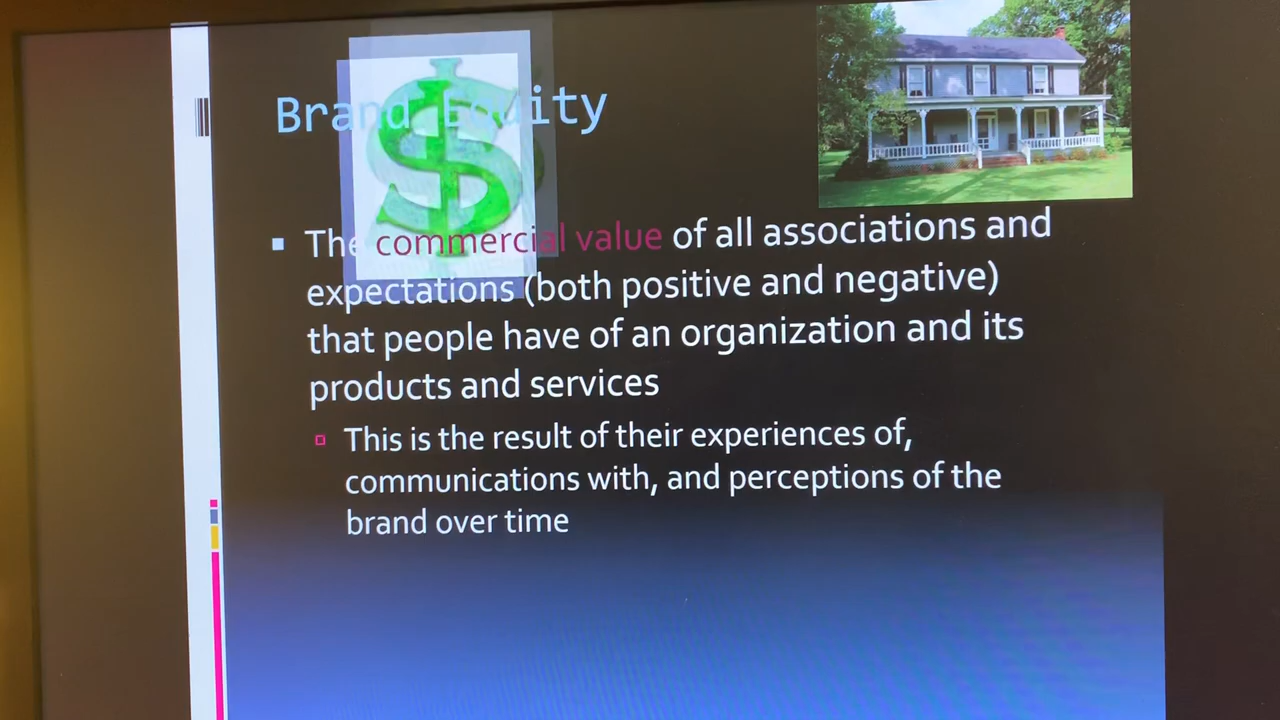 Brand Equity
The commercial value of all associations and
expectations (both positive and negative)
that people have of an organization and its
products and services
This is the result of their experiences of,
communications with, and perceptions of the
brand over time